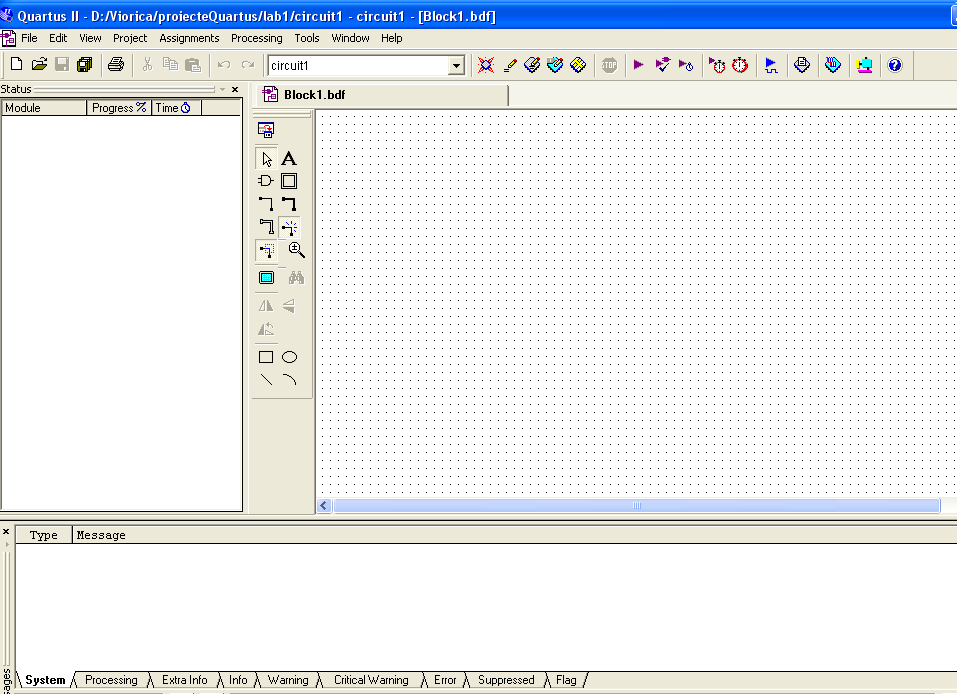 Quartus II - D:/Viorica/proiecteQuartus/lab1/circuit1 - circuit1 - [Block1.bdf]
File Edit View Project Assignments Processing Tools Window Help
circuit1 STOP
Status
Module Progress % Time
Block1.bdf
A
Type Message
System Processing Extra Info Info Warning Critical Warning Error Suppressed Flag